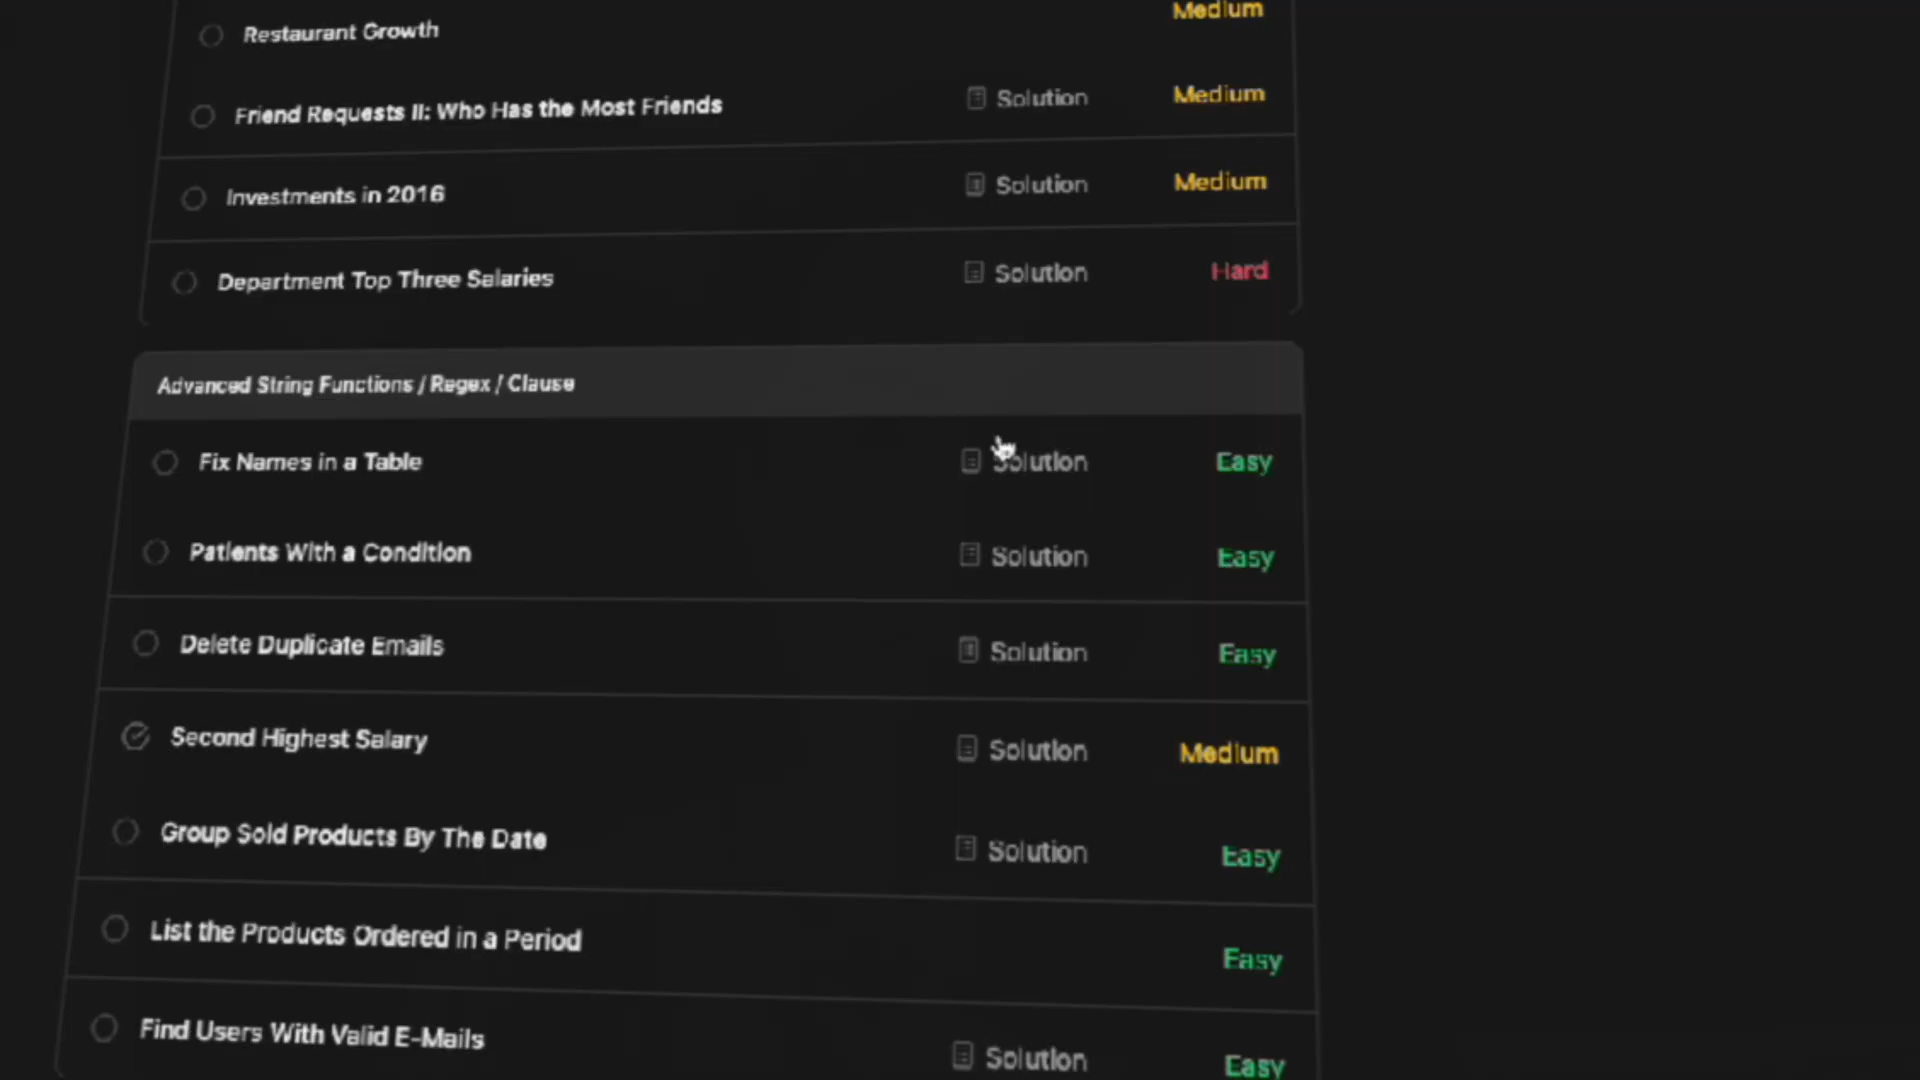 Restaurant Growth Medium
Friend Requests II: Who Has the Most Friends Solution Medium
Investments in 2016 Solution Medium
Department Top Three Salaries Solution Hard
Advanced String Functions / Regex / Clause
Fix Names in a Table Solution Easy
Patients With a Condition Solution Easy
Delete Duplicate Emails Solution Easy
Second Highest Salary Solution Medium
Group Sold Products By The Date Solution Easy
List the Products Ordered in a Period Easy
Find Users With Valid E-Mails Solution Easy